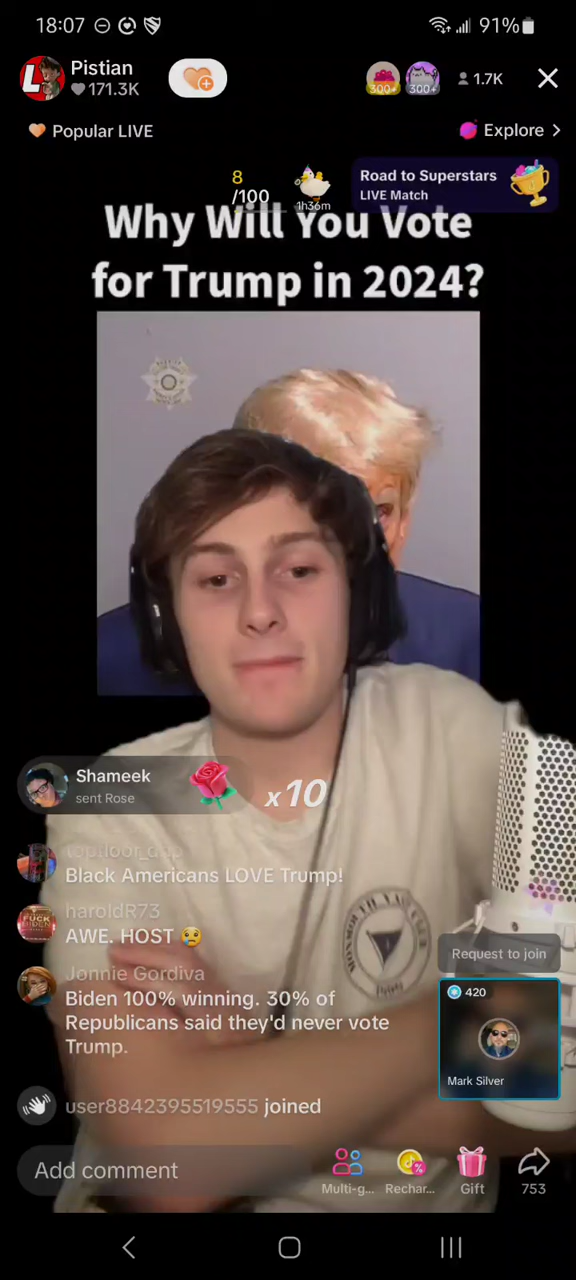 18:07
91%
Pistian
171.3K
300+
300+
1.7K
Popular LIVE
Explore >
8
/100
1h36m
Road to Superstars
LIVE Match
Why Will You Vote
for Trump in 2024?
Shameek
sent Rose
x10
Black Americans LOVE Trump!
haroldR73
AWE. HOST 😢
Jonnie Gordiva
Biden 100% winning. 30% of
Republicans said they'd never vote
Trump.
user8842395519555 joined
Request to join
420
Mark Silver
Add comment
Multi-g...
Rechar...
Gift
753